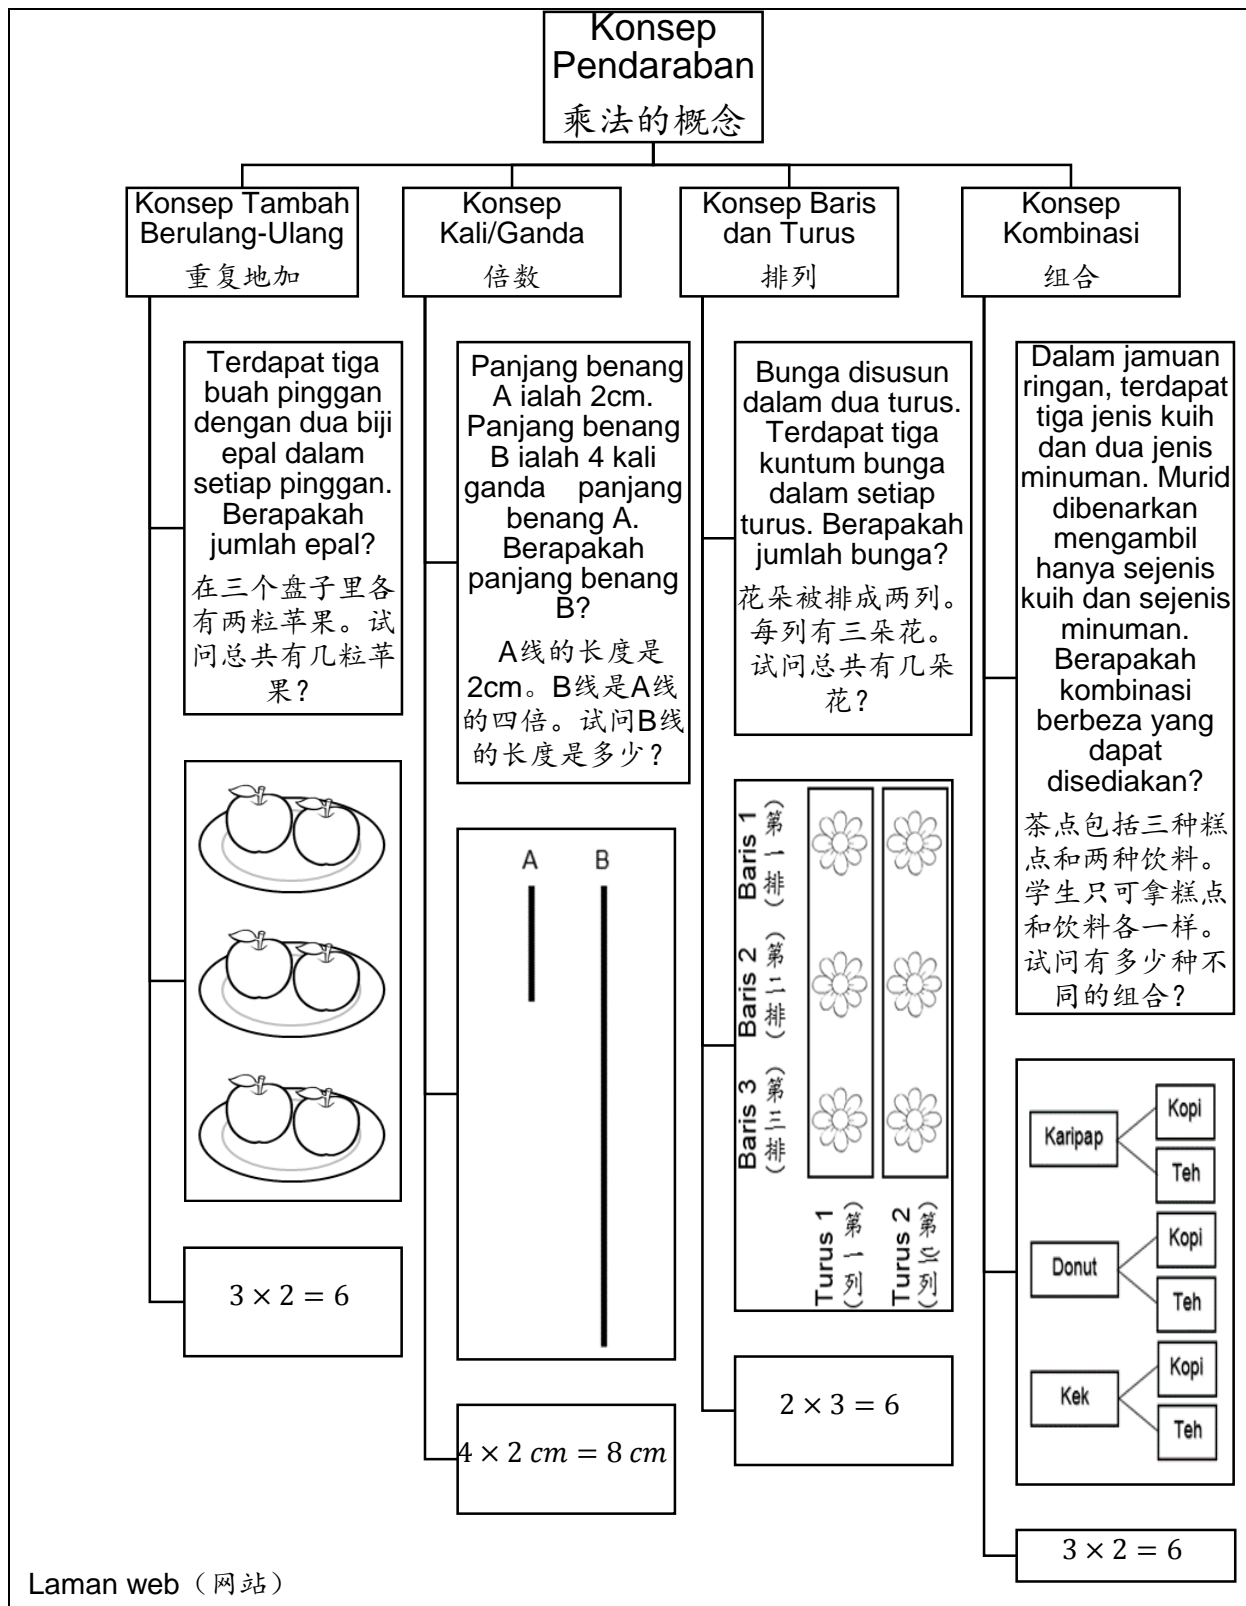 Konsep
Pendaraban
乘法的概念
Konsep Tambah
Berulang-Ulang
重复地加
Terdapat tiga
buah pinggan
dengan dua biji
epal dalam
setiap pinggan.
Berapakah
jumlah epal?
在三个盘子里各
有两粒苹果。试
问总共有几粒苹
果?
3 × 2 = 6
Konsep
Kali/Ganda
倍数
Panjang benang
A ialah 2cm.
Panjang benang
B ialah 4 kali
ganda panjang
benang A.
Berapakah
panjang benang
B?
A线的长度是
2cm。B线是A线
的四倍。试问B线
的长度是多少?
A B
4 × 2 cm = 8 cm
Konsep Baris
dan Turus
排列
Bunga disusun
dalam dua turus.
Terdapat tiga
kuntum bunga
dalam setiap
turus. Berapakah
jumlah bunga?
花朵被排成两列。
每列有三朵花。
试问总共有几朵
花?
Baris 1
(第一排)
Baris 2
(第二排)
Baris 3
(第三排)
Turus 1
(第一列)
Turus 2
(第二列)
2 × 3 = 6
Konsep
Kombinasi
组合
Dalam jamuan
ringan, terdapat
tiga jenis kuih
dan dua jenis
minuman. Murid
dibenarkan
mengambil
hanya sejenis
kuih dan sejenis
minuman.
Berapakah
kombinasi
berbeza yang
dapat
disediakan?
茶点包括三种糕
点和两种饮料。
学生只可拿糕点
和饮料各一样。
试问有多少种不
同的组合?
Karipap
Kopi
Teh
Donut
Kopi
Teh
Kek
Kopi
Teh
3 × 2 = 6
Laman web（网站）